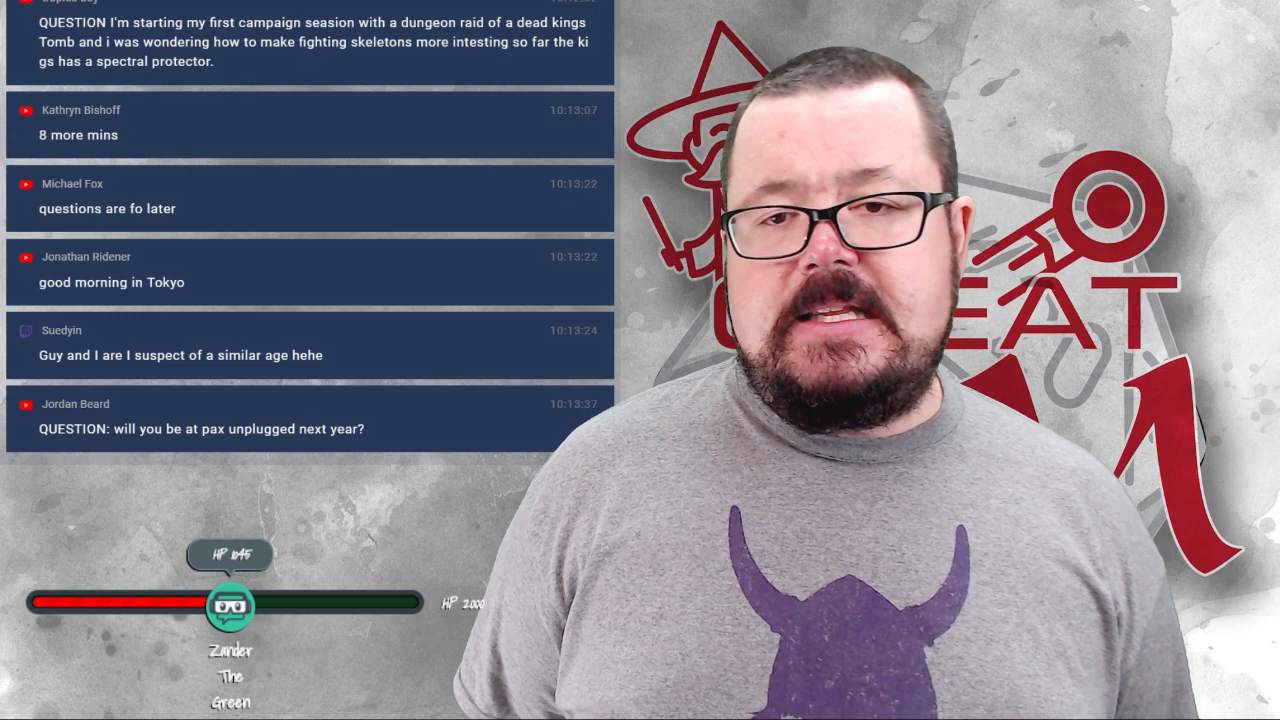 10:12:52
QUESTION I'm starting my first campaign seasion with a dungeon raid of a dead kings
Tomb and i was wondering how to make fighting skeletons more intesting so far the ki
gs has a spectral protector.
Kathryn Bishoff 10:13:07
8 more mins
Michael Fox 10:13:22
questions are fo later
Jonathan Ridener 10:13:22
good morning in Tokyo
Suedyin 10:13:24
Guy and I are I suspect of a similar age hehe
Jordan Beard 10:13:37
QUESTION: will you be at pax unplugged next year?
EAT
HP 1045
HP 2000
Zander
The
Green